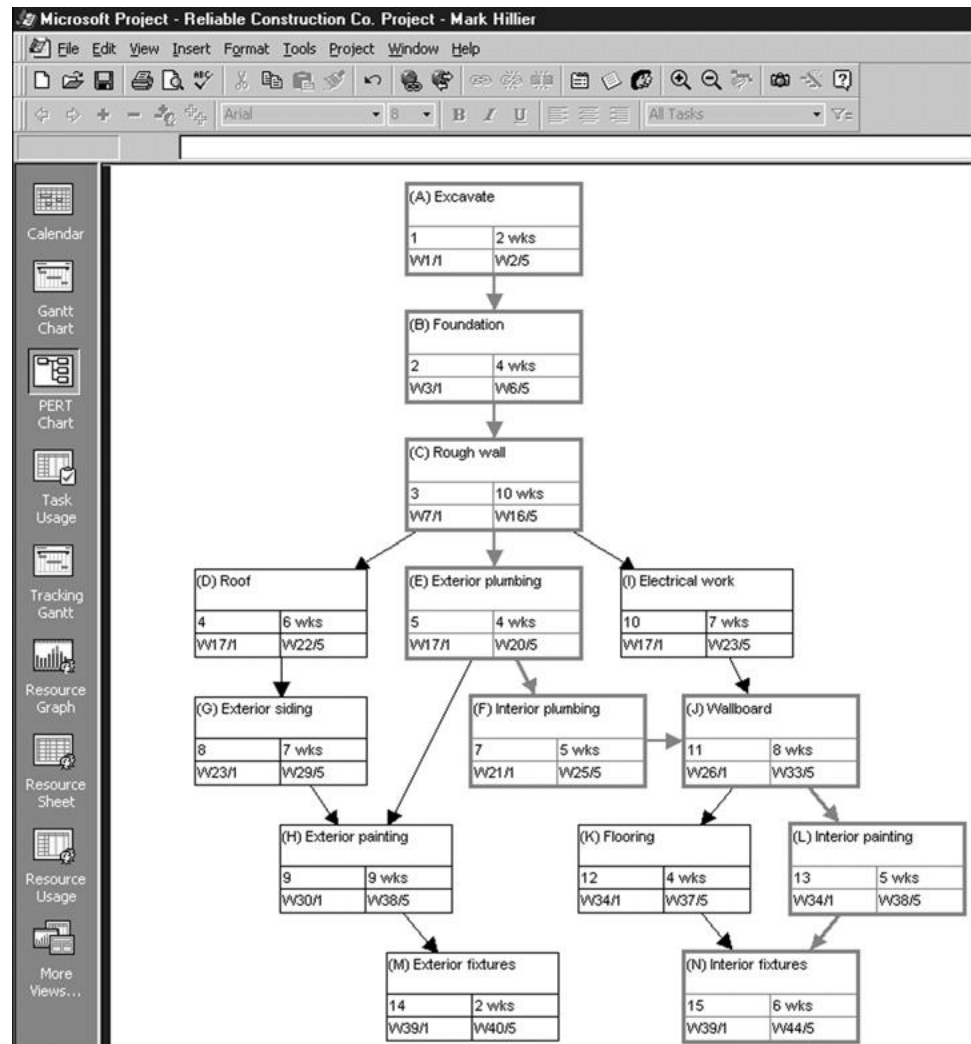 Microsoft Project - Reliable Construction Co. Project - Mark Hillier
File Edit View Insert Format Tools Project Window Help
Arial 8 B I U All Tasks
Calendar
Gantt
Chart
PERT
Chart
Task
Usage
Tracking
Gantt
Resource
Graph
Resource
Sheet
Resource
Usage
More
Views...
(A) Excavate
1 2 wks
W1/1 W2/5
(B) Foundation
2 4 wks
W3/1 W6/5
(C) Rough wall
3 10 wks
W7/1 W16/5
(D) Roof
4 6 wks
W17/1 W22/5
(E) Exterior plumbing
5 4 wks
W17/1 W20/5
(I) Electrical work
10 7 wks
W17/1 W23/5
(G) Exterior siding
8 7 wks
W23/1 W29/5
(F) Interior plumbing
7 5 wks
W21/1 W25/5
(J) Wallboard
11 8 wks
W26/1 W33/5
(H) Exterior painting
9 9 wks
W30/1 W38/5
(K) Flooring
12 4 wks
W34/1 W37/5
(L) Interior painting
13 5 wks
W34/1 W38/5
(M) Exterior fixtures
14 2 wks
W39/1 W40/5
(N) Interior fixtures
15 6 wks
W39/1 W44/5